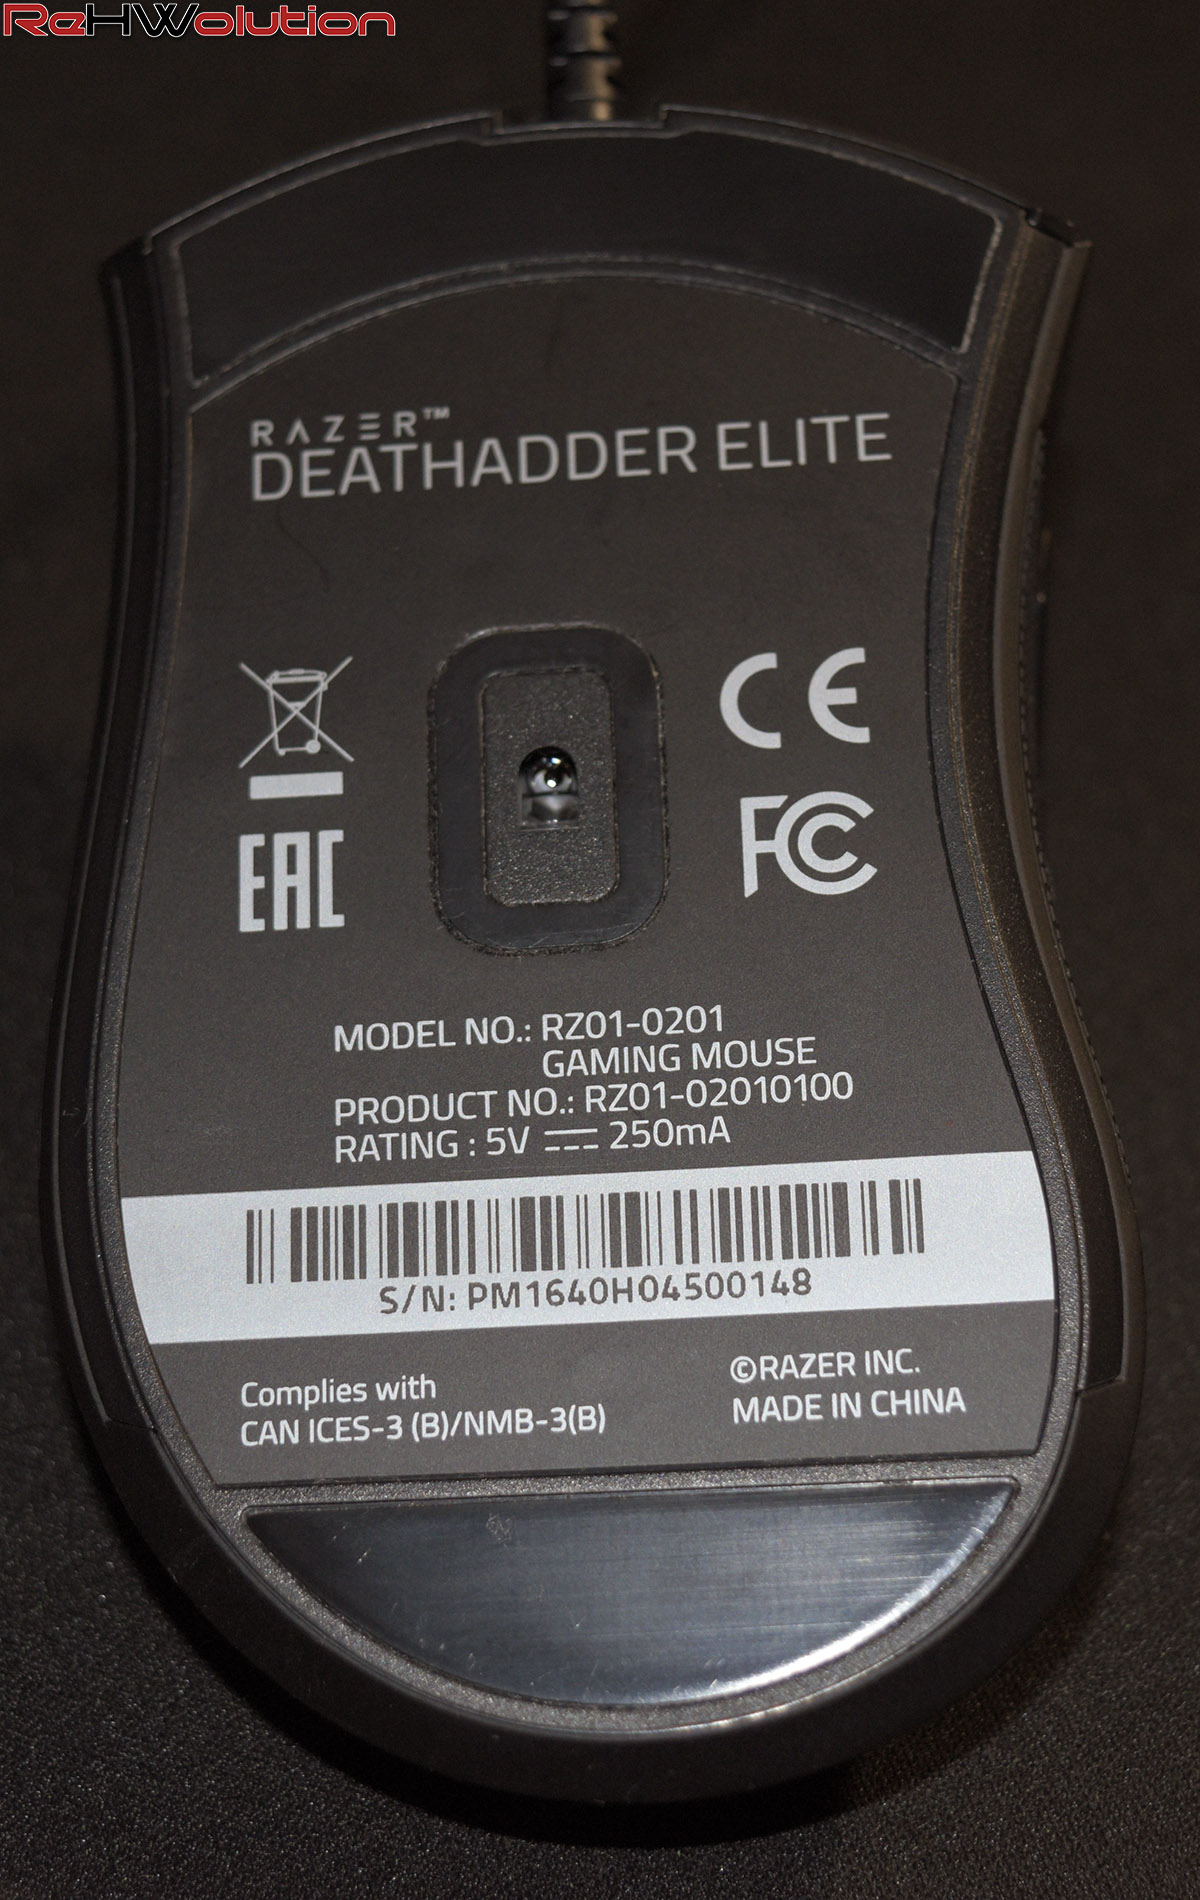 ReHWolution
RAZER™
DEATHADDER ELITE
CE
EAC
FC
MODEL NO.: RZ01-0201
GAMING MOUSE
PRODUCT NO.: RZ01-02010100
RATING : 5V ⎓ 250mA
S/N: PM1640H04500148
Complies with
CAN ICES-3 (B)/NMB-3(B)
©RAZER INC.
MADE IN CHINA